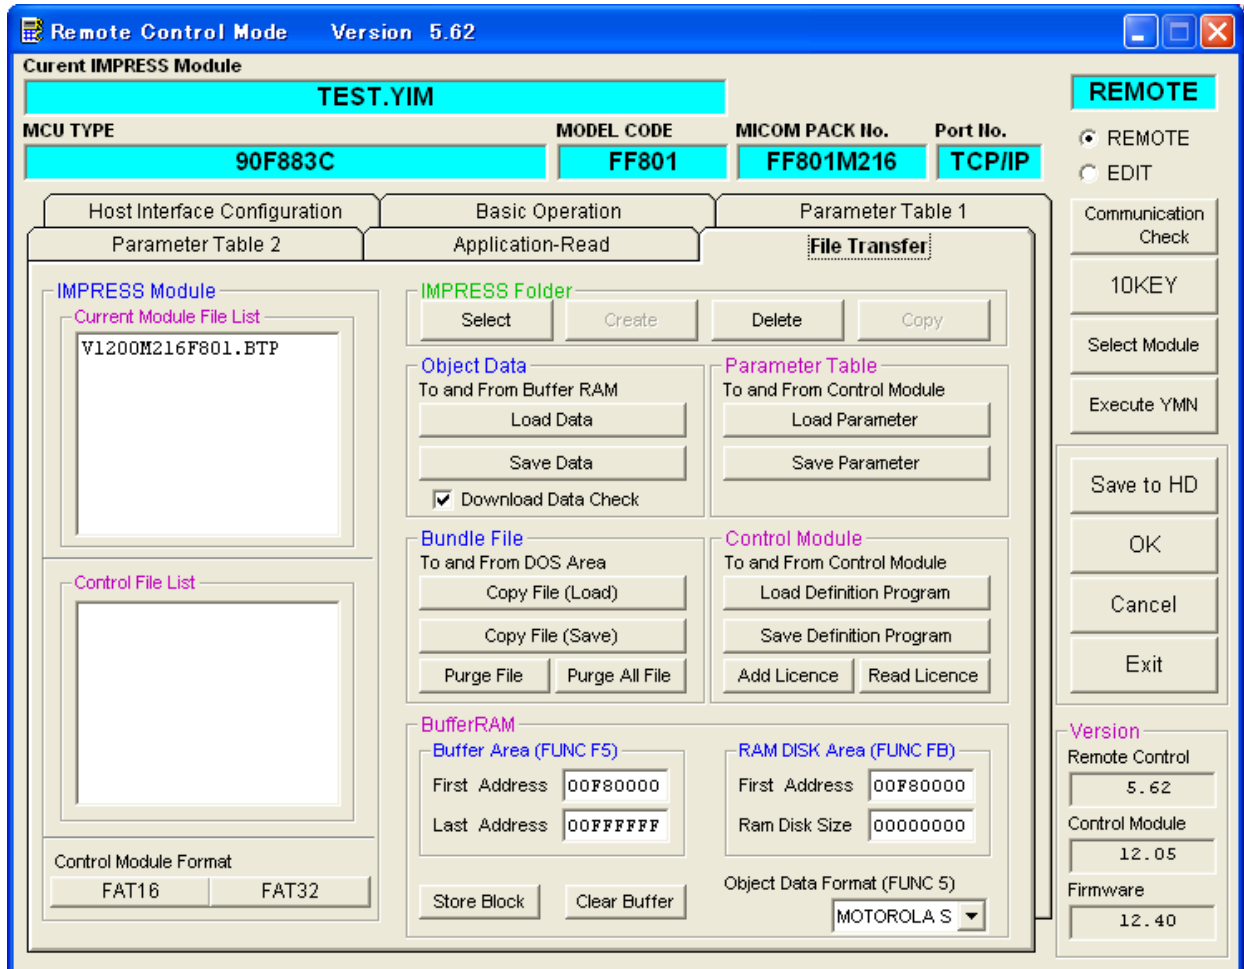 Remote Control Mode Version 5.62
Curent IMPRESS Module
TEST.YIM
REMOTE
MCU TYPE
MODEL CODE
MICOM PACK No.
Port No.
90F883C
FF801
FF801M216
TCP/IP
REMOTE
EDIT
Host Interface Configuration
Basic Operation
Parameter Table 1
Parameter Table 2
Application-Read
File Transfer
IMPRESS Module
Current Module File List
V1200M216F801.BTP
Control File List
Control Module Format
FAT16
FAT32
IMPRESS Folder
Select
Create
Delete
Copy
Object Data
To and From Buffer RAM
Load Data
Save Data
Download Data Check
Parameter Table
To and From Control Module
Load Parameter
Save Parameter
Bundle File
To and From DOS Area
Copy File (Load)
Copy File (Save)
Purge File
Purge All File
Control Module
To and From Control Module
Load Definition Program
Save Definition Program
Add Licence
Read Licence
BufferRAM
Buffer Area (FUNC F5)
First Address 00F80000
Last Address 00FFFFFF
RAM DISK Area (FUNC FB)
First Address 00F80000
Ram Disk Size 00000000
Store Block
Clear Buffer
Object Data Format (FUNC 5)
MOTOROLA S
Communication
Check
10KEY
Select Module
Execute YMN
Save to HD
OK
Cancel
Exit
Version
Remote Control
5.62
Control Module
12.05
Firmware
12.40